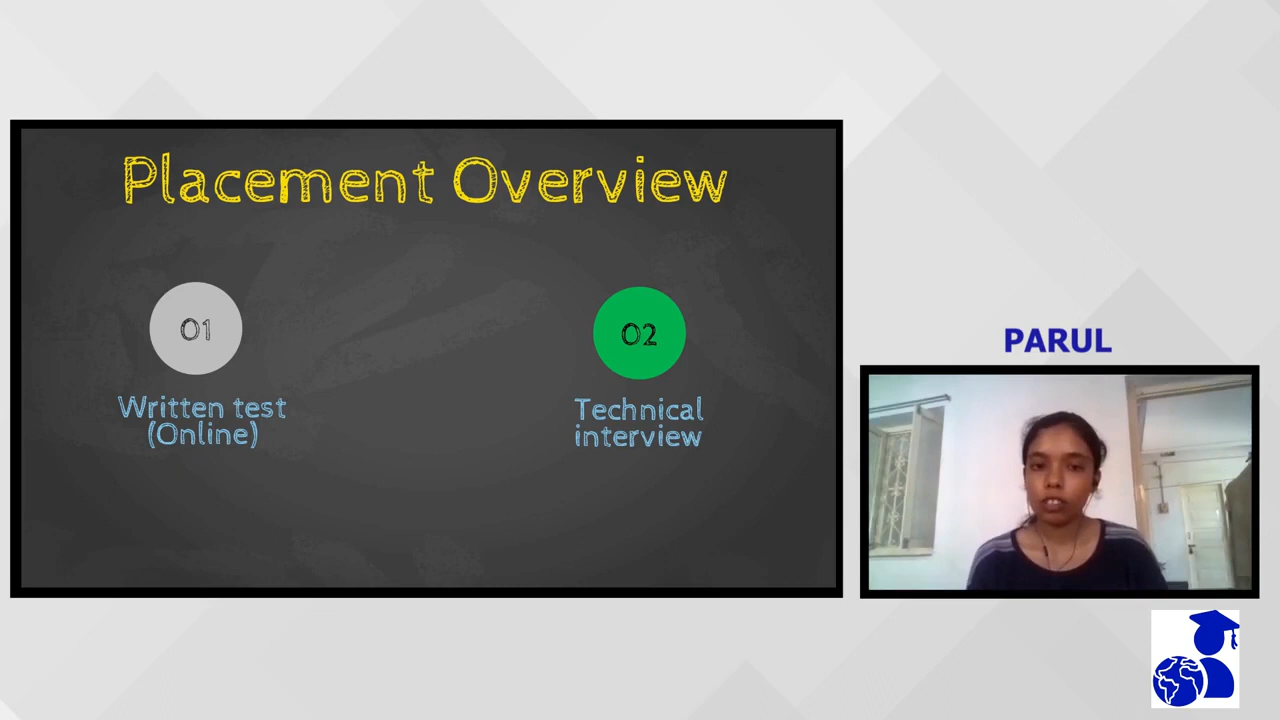 Placement Overview
01
02
Written test
(Online)
Technical
interview
PARUL